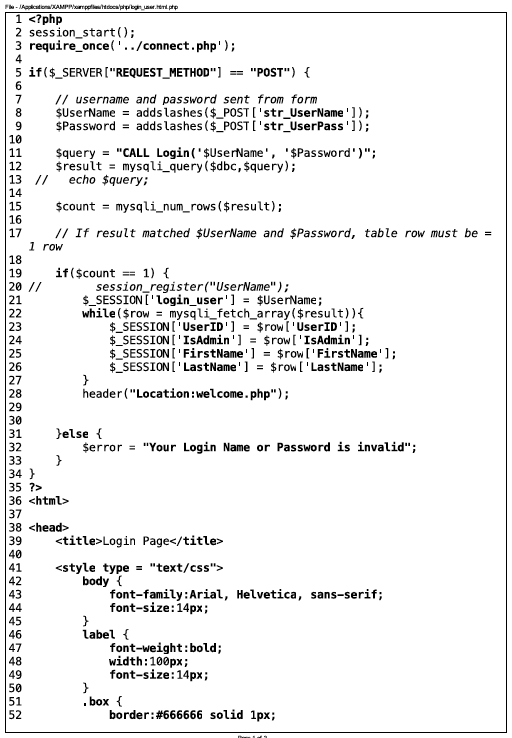 File - /Applications/XAMPP/xamppfiles/htdocs/php/login_user.html.php
1 <?php
2 session_start();
3 require_once('../connect.php');
4
5 if($_SERVER["REQUEST_METHOD"] == "POST") {
6
7     // username and password sent from form
8     $UserName = addslashes($_POST['str_UserName']);
9     $Password = addslashes($_POST['str_UserPass']);
10
11     $query = "CALL Login('$UserName', '$Password')";
12     $result = mysqli_query($dbc,$query);
13 //   echo $query;
14
15     $count = mysqli_num_rows($result);
16
17     // If result matched $UserName and $Password, table row must be =
1 row
18
19     if($count == 1) {
20 //        session_register("UserName");
21         $_SESSION['login_user'] = $UserName;
22         while($row = mysqli_fetch_array($result)){
23             $_SESSION['UserID'] = $row['UserID'];
24             $_SESSION['IsAdmin'] = $row['IsAdmin'];
25             $_SESSION['FirstName'] = $row['FirstName'];
26             $_SESSION['LastName'] = $row['LastName'];
27         }
28         header("Location:welcome.php");
29
30
31     }else {
32         $error = "Your Login Name or Password is invalid";
33     }
34 }
35 ?>
36 <html>
37
38 <head>
39     <title>Login Page</title>
40
41     <style type = "text/css">
42         body {
43             font-family:Arial, Helvetica, sans-serif;
44             font-size:14px;
45         }
46         label {
47             font-weight:bold;
48             width:100px;
49             font-size:14px;
50         }
51         .box {
52             border:#666666 solid 1px;